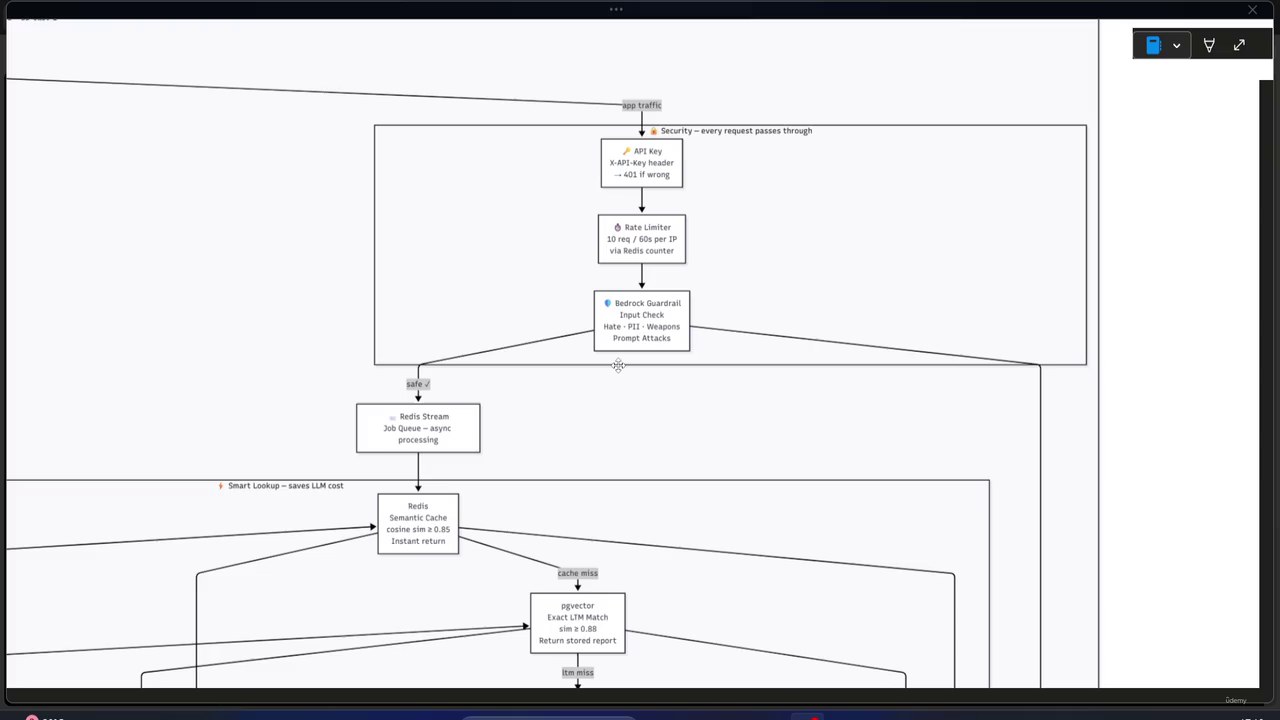 app traffic
🔒 Security — every request passes through
🔑 API Key
X-API-Key header
→ 401 if wrong
Rate Limiter
10 req / 60s per IP
via Redis counter
🛡️ Bedrock Guardrail
Input Check
Hate · PII · Weapons
Prompt Attacks
safe ✓
Redis Stream
Job Queue — async
processing
⚡ Smart Lookup — saves LLM cost
Redis
Semantic Cache
cosine sim ≥ 0.85
Instant return
cache miss
pgvector
Exact LTM Match
sim ≥ 0.88
Return stored report
ltm miss
ûdemy